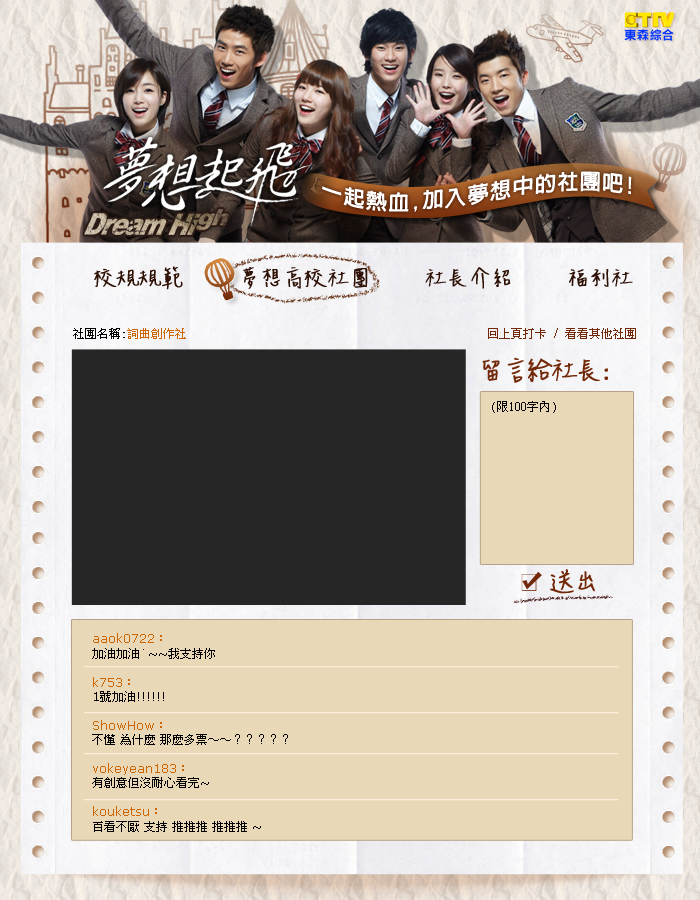 GTTV
東森綜合
夢想起飛
Dream High
一起熱血,加入夢想中的社團吧!
校規規範 夢想高校社團 社長介紹 福利社
社團名稱:詞曲創作社 回上頁打卡 / 看看其他社團
留言給社長:
(限100字內)
送出
aaok0722:
加油加油˙~~我支持你
k753:
1號加油!!!!!!
ShowHow:
不懂 為什麼 那麼多票~~?????
vokeyean183:
有創意但沒耐心看完~
kouketsu:
百看不厭 支持 推推推 推推推 ~